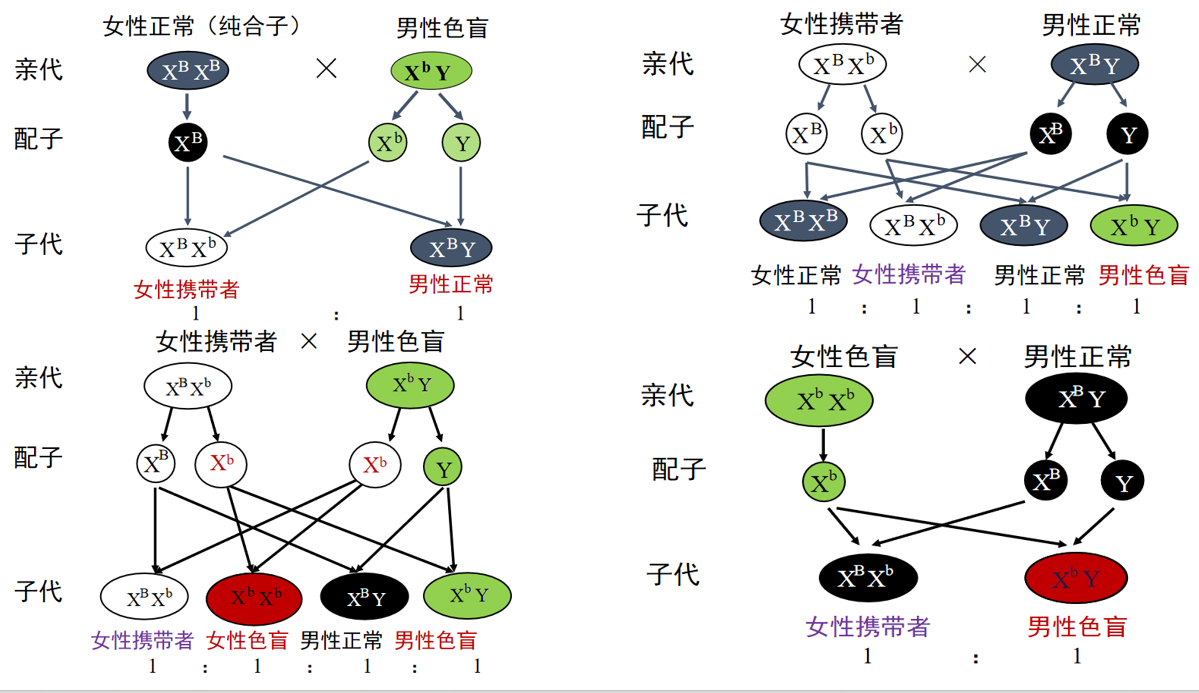 女性正常（纯合子） 男性色盲
亲代 XᴮXᴮ × XᵇY
配子 Xᴮ Xᵇ Y
子代 XᴮXᵇ XᴮY
女性携带者 男性正常
1 : 1
女性携带者 男性正常
亲代 XᴮXᵇ × XᴮY
配子 Xᴮ Xᵇ Xᴮ Y
子代 XᴮXᴮ XᴮXᵇ XᴮY XᵇY
女性正常 女性携带者 男性正常 男性色盲
1 : 1 : 1 : 1
女性携带者 × 男性色盲
亲代 XᴮXᵇ XᵇY
配子 Xᴮ Xᵇ Xᵇ Y
子代 XᴮXᵇ XᵇXᵇ XᴮY XᵇY
女性携带者 女性色盲 男性正常 男性色盲
1 : 1 : 1 : 1
女性色盲 × 男性正常
亲代 XᵇXᵇ XᴮY
配子 Xᵇ Xᴮ Y
子代 XᴮXᵇ XᵇY
女性携带者 男性色盲
1 : 1